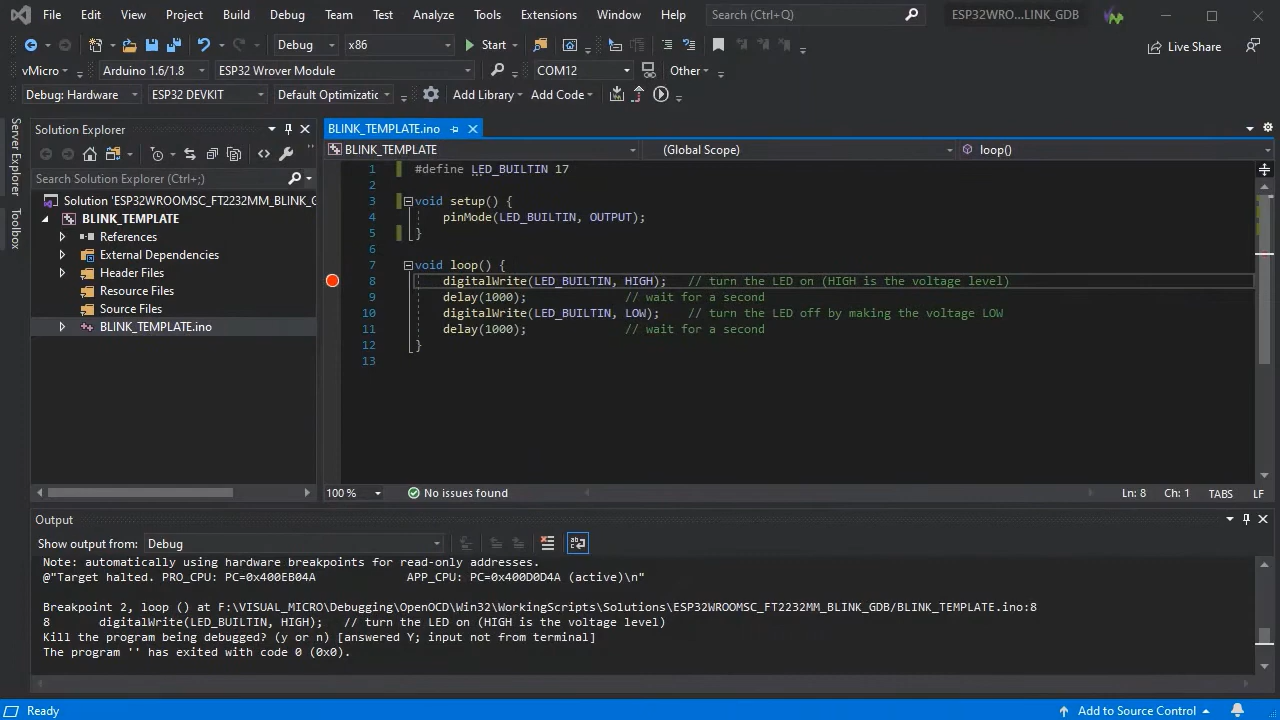 File Edit View Project Build Debug Team Test Analyze Tools Extensions Window Help Search (Ctrl+Q) ESP32WRO...LINK_GDB
Debug x86 Start Live Share
vMicro Arduino 1.6/1.8 ESP32 Wrover Module COM12 Other
Debug: Hardware ESP32 DEVKIT Default Optimizatic Add Library Add Code
Server Explorer
Toolbox
Solution Explorer
Search Solution Explorer (Ctrl+;)
Solution 'ESP32WROOMSC_FT2232MM_BLINK_G
BLINK_TEMPLATE
References
External Dependencies
Header Files
Resource Files
Source Files
BLINK_TEMPLATE.ino
BLINK_TEMPLATE.ino
BLINK_TEMPLATE (Global Scope) loop()
1 #define LED_BUILTIN 17
2
3 void setup() {
4 pinMode(LED_BUILTIN, OUTPUT);
5 }
6
7 void loop() {
8 digitalWrite(LED_BUILTIN, HIGH); // turn the LED on (HIGH is the voltage level)
9 delay(1000); // wait for a second
10 digitalWrite(LED_BUILTIN, LOW); // turn the LED off by making the voltage LOW
11 delay(1000); // wait for a second
12 }
13
100 % No issues found Ln: 8 Ch: 1 TABS LF
Output
Show output from: Debug
Note: automatically using hardware breakpoints for read-only addresses.
@"Target halted. PRO_CPU: PC=0x400EB04A APP_CPU: PC=0x400D0D4A (active)\n"
Breakpoint 2, loop () at F:\VISUAL_MICRO\Debugging\OpenOCD\Win32\WorkingScripts\Solutions\ESP32WROOMSC_FT2232MM_BLINK_GDB/BLINK_TEMPLATE.ino:8
8 digitalWrite(LED_BUILTIN, HIGH); // turn the LED on (HIGH is the voltage level)
Kill the program being debugged? (y or n) [answered Y; input not from terminal]
The program '' has exited with code 0 (0x0).
Ready Add to Source Control